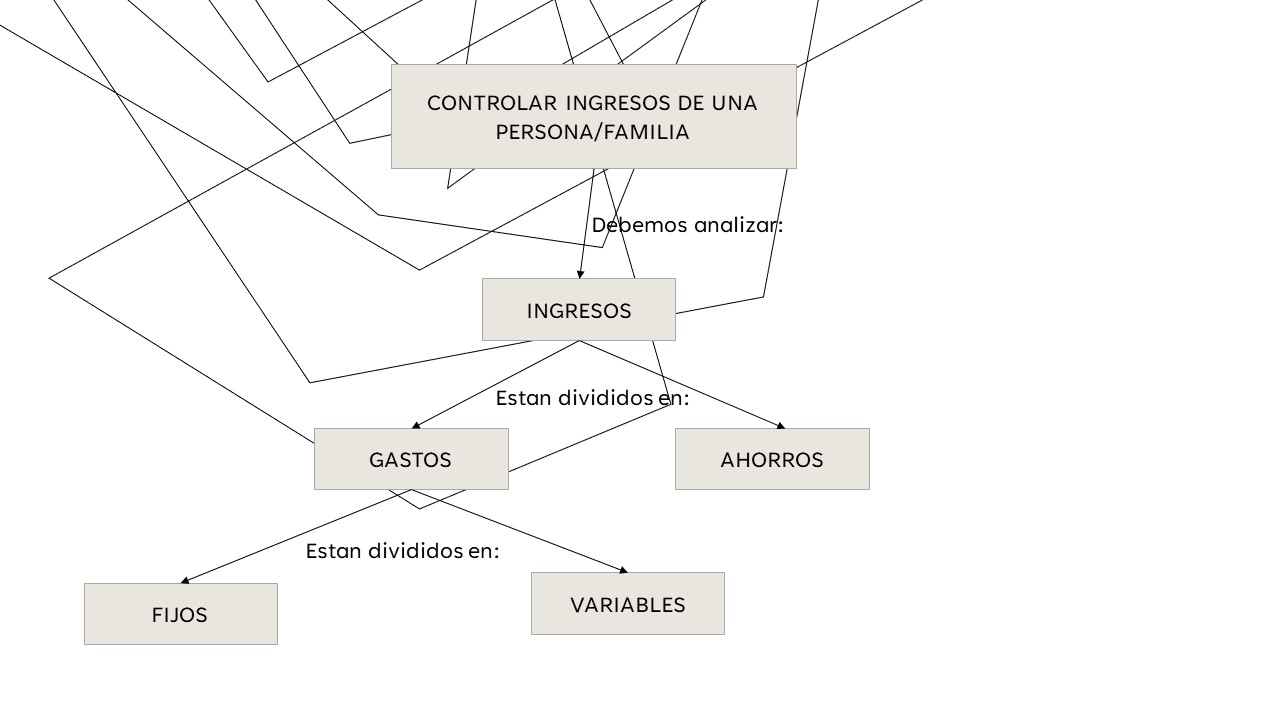 CONTROLAR INGRESOS DE UNA
PERSONA/FAMILIA
Debemos analizar:
INGRESOS
Estan divididos en:
GASTOS
AHORROS
Estan divididos en:
FIJOS
VARIABLES